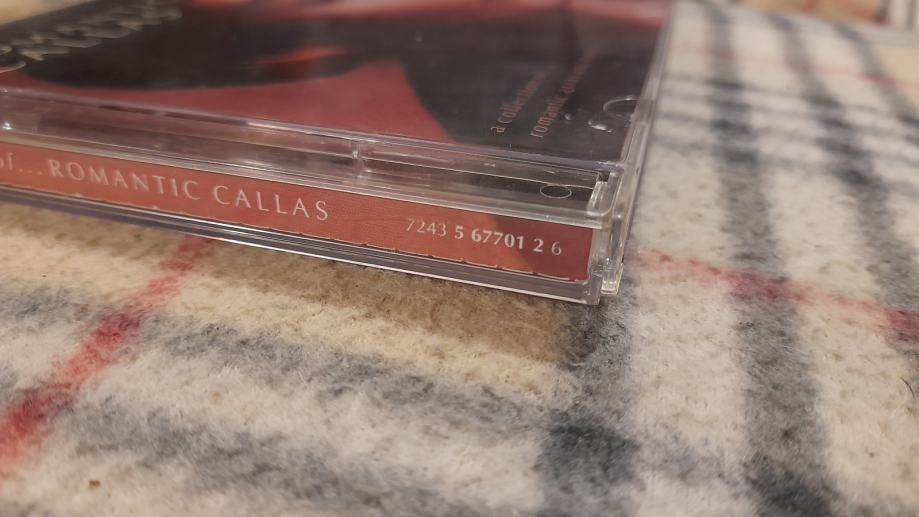 a collection
romantic
of...ROMANTIC CALLAS
7243 5 67701 2 6